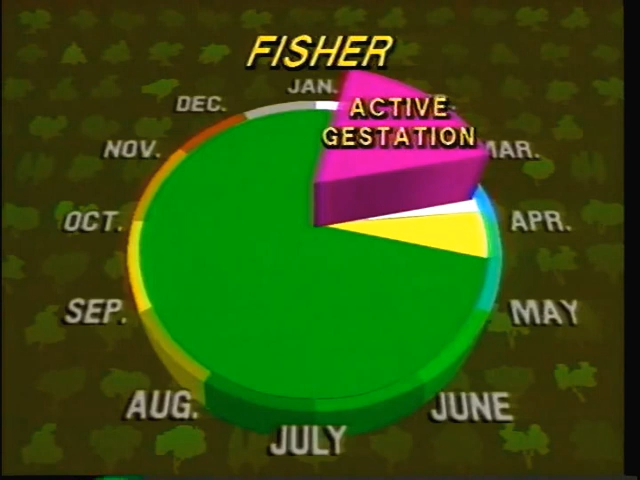 FISHER
JAN.
DEC.
ACTIVE
GESTATION
NOV.
MAR.
OCT.
APR.
SEP.
MAY
AUG.
JUNE
JULY